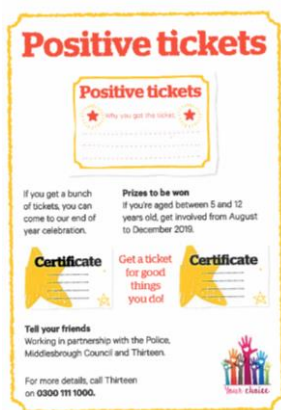 Positive tickets
Positive tickets
Why you got the ticket
If you get a bunch
of tickets, you can
come to our end of
year celebration.
Prizes to be won
If you're aged between 5 and 12
years old, get involved from August
to December 2019.
Certificate
Get a ticket
for good
things
you do!
Certificate
Tell your friends
Working in partnership with the Police,
Middlesbrough Council and Thirteen.
For more details, call Thirteen
on 0300 111 1000.
Your choice